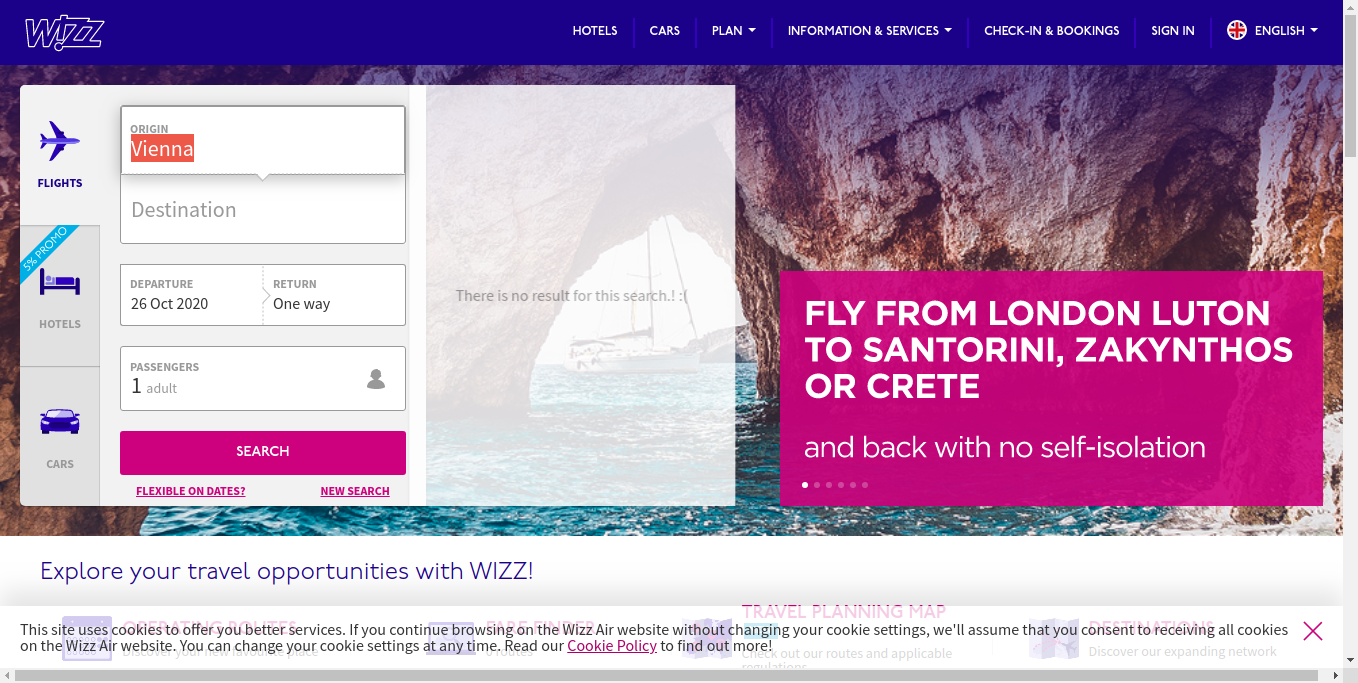 WIZZ
HOTELS
CARS
PLAN
INFORMATION & SERVICES
CHECK-IN & BOOKINGS
SIGN IN
ENGLISH
FLIGHTS
5% PROMO
HOTELS
CARS
ORIGIN
Vienna
Destination
DEPARTURE
26 Oct 2020
RETURN
One way
PASSENGERS
1 adult
SEARCH
FLEXIBLE ON DATES?
NEW SEARCH
There is no result for this search.! :(
FLY FROM LONDON LUTON
TO SANTORINI, ZAKYNTHOS
OR CRETE
and back with no self-isolation
Explore your travel opportunities with WIZZ!
OPERATING ROUTES
Discover your new favourite place
FARE FINDER
routes
TRAVEL PLANNING MAP
Check out our routes and applicable
regulations
DESTINATIONS
Discover our expanding network
This site uses cookies to offer you better services. If you continue browsing on the Wizz Air website without changing your cookie settings, we'll assume that you consent to receiving all cookies
on the Wizz Air website. You can change your cookie settings at any time. Read our Cookie Policy to find out more!